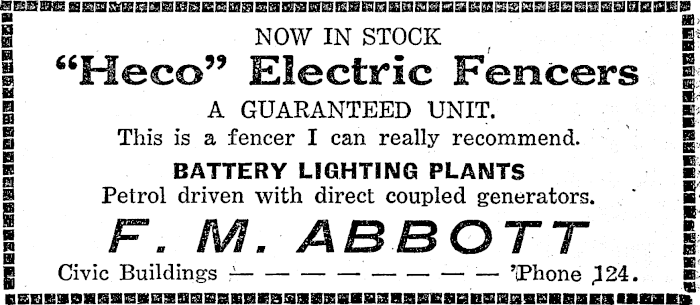 NOW IN STOCK
“Heco” Electric Fencers
A GUARANTEED UNIT.
This is a fencer I can really recommend.
BATTERY LIGHTING PLANTS
Petrol driven with direct coupled generators.
F. M. ABBOTT
Civic Buildings — — — — — — — — ’Phone 124.